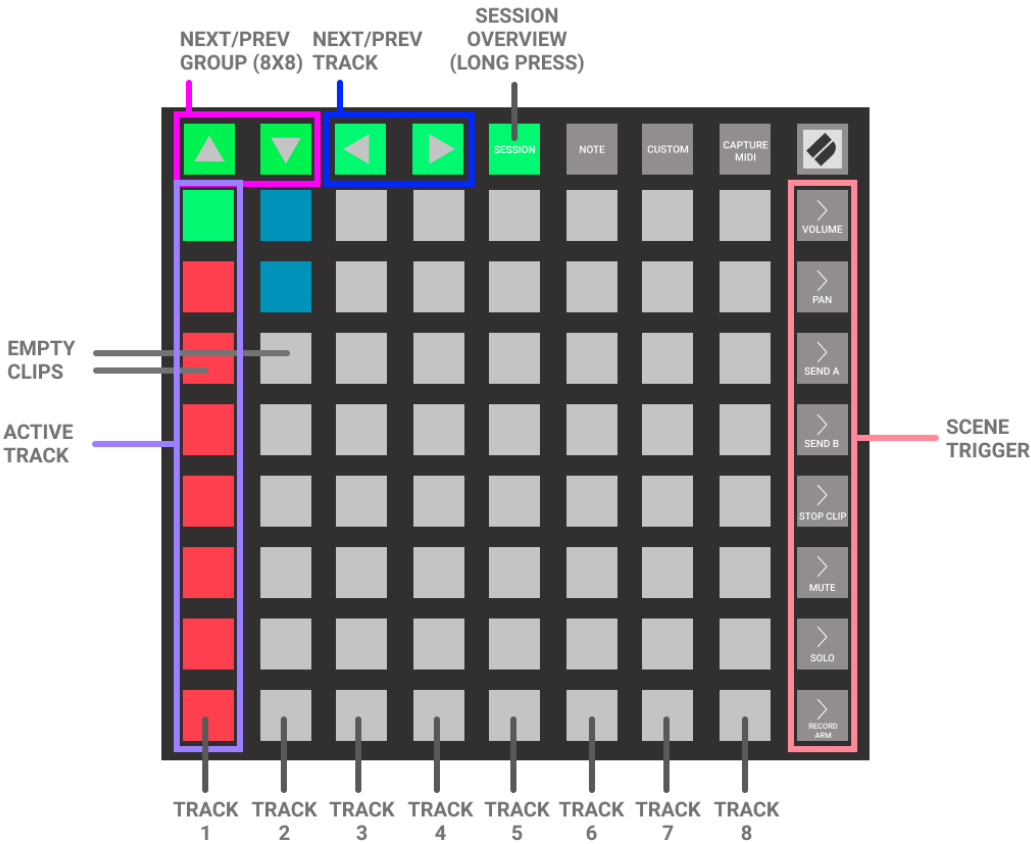 SESSION
OVERVIEW
(LONG PRESS)
NEXT/PREV
GROUP (8X8)
NEXT/PREV
TRACK
SESSION
NOTE
CUSTOM
CAPTURE
MIDI
VOLUME
PAN
SEND A
SEND B
STOP CLIP
MUTE
SOLO
RECORD
ARM
EMPTY
CLIPS
ACTIVE
TRACK
SCENE
TRIGGER
TRACK
1
TRACK
2
TRACK
3
TRACK
4
TRACK
5
TRACK
6
TRACK
7
TRACK
8